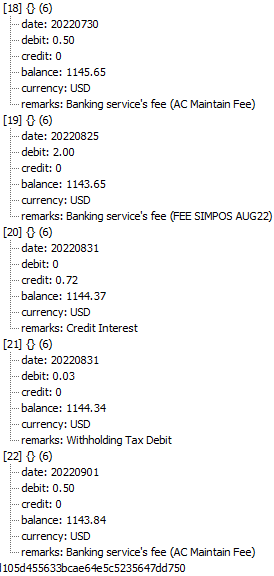 [18] {} (6)
date: 20220730
debit: 0.50
credit: 0
balance: 1145.65
currency: USD
remarks: Banking service's fee (AC Maintain Fee)
[19] {} (6)
date: 20220825
debit: 2.00
credit: 0
balance: 1143.65
currency: USD
remarks: Banking service's fee (FEE SIMPOS AUG22)
[20] {} (6)
date: 20220831
debit: 0
credit: 0.72
balance: 1144.37
currency: USD
remarks: Credit Interest
[21] {} (6)
date: 20220831
debit: 0.03
credit: 0
balance: 1144.34
currency: USD
remarks: Withholding Tax Debit
[22] {} (6)
date: 20220901
debit: 0.50
credit: 0
balance: 1143.84
currency: USD
remarks: Banking service's fee (AC Maintain Fee)
105d455633bcae64e5c5235647dd750